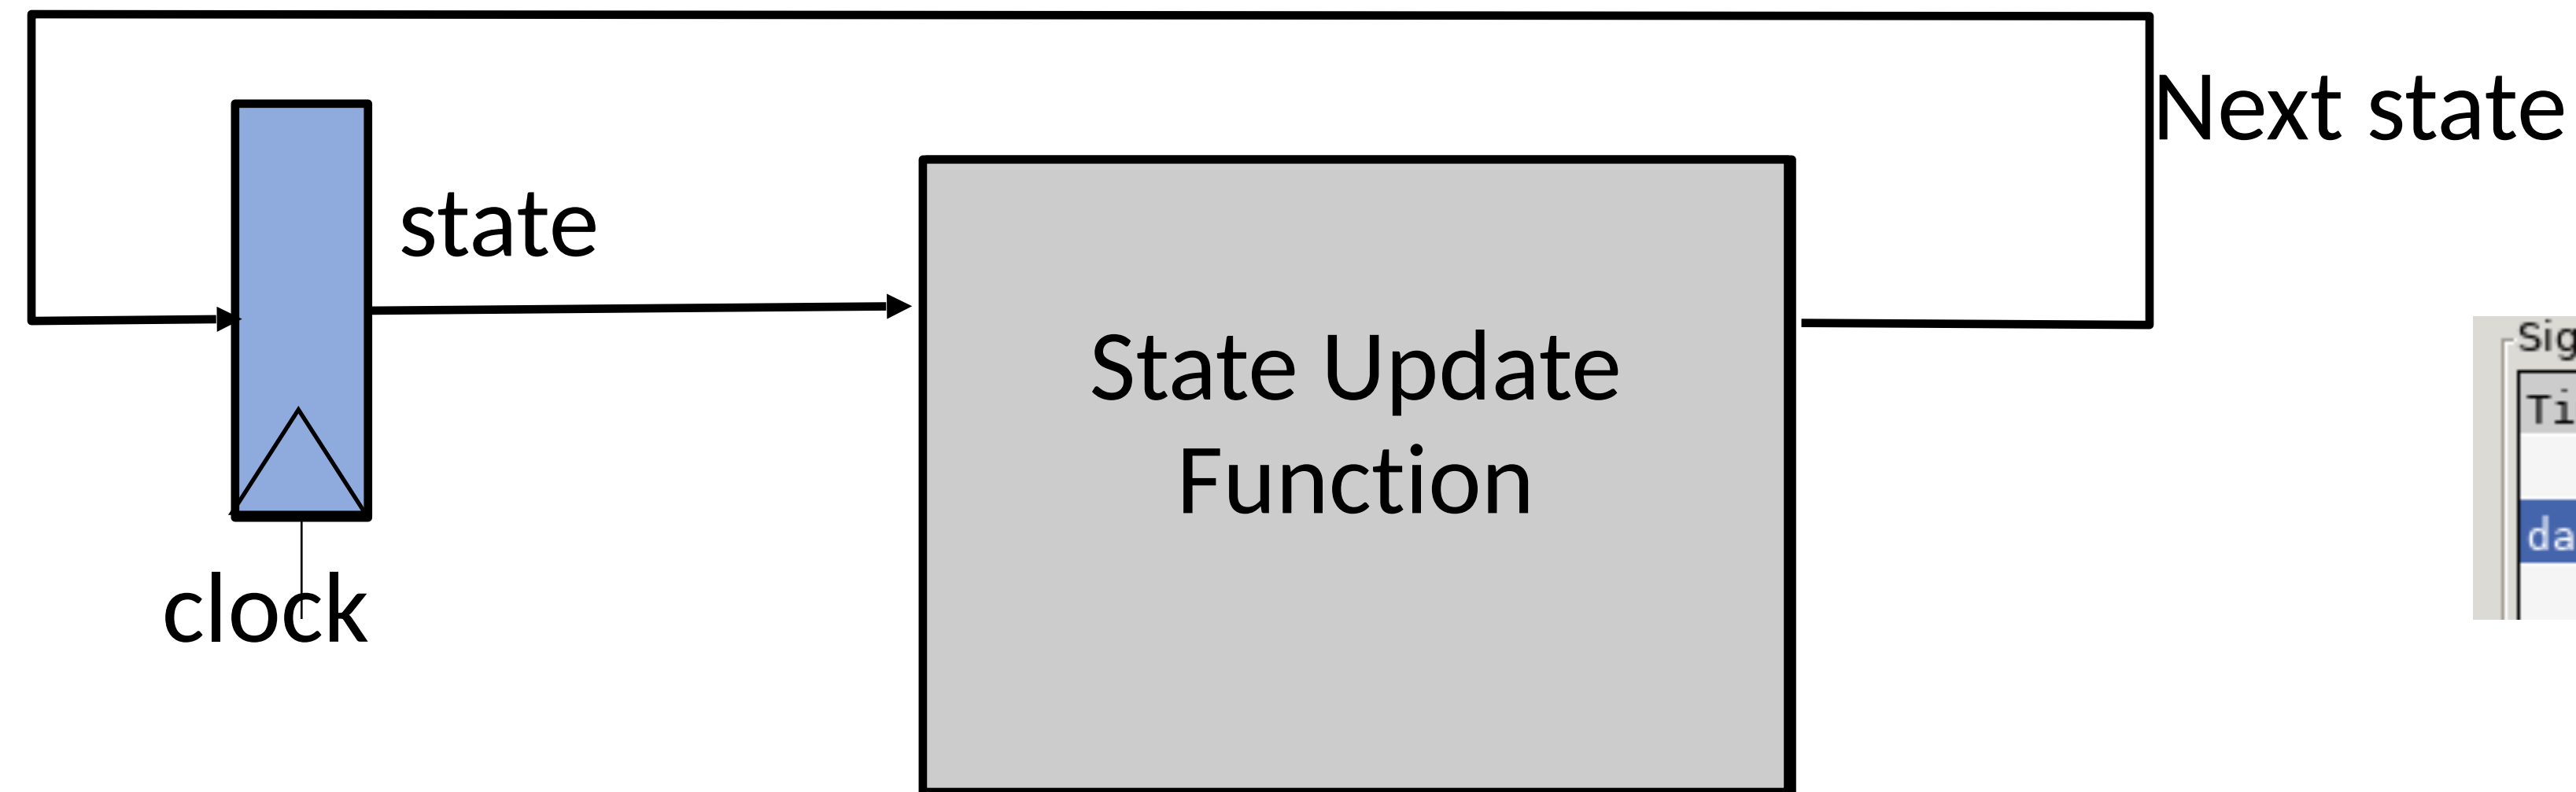 Next state
state
State Update
Function
clock